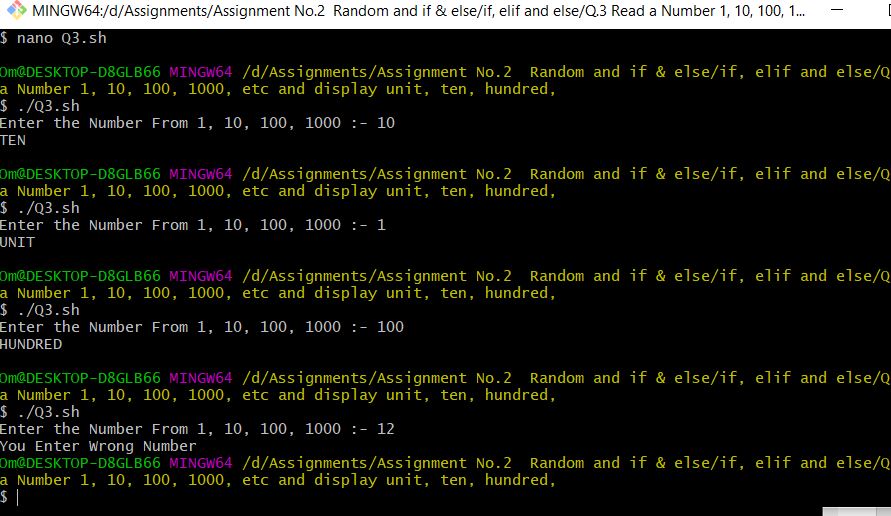 MINGW64:/d/Assignments/Assignment No.2  Random and if & else/if, elif and else/Q.3 Read a Number 1, 10, 100, 1...
$ nano Q3.sh
Om@DESKTOP-D8GLB66 MINGW64 /d/Assignments/Assignment No.2  Random and if & else/if, elif and else/Q
a Number 1, 10, 100, 1000, etc and display unit, ten, hundred,
$ ./Q3.sh
Enter the Number From 1, 10, 100, 1000 :- 10
TEN
Om@DESKTOP-D8GLB66 MINGW64 /d/Assignments/Assignment No.2  Random and if & else/if, elif and else/Q
a Number 1, 10, 100, 1000, etc and display unit, ten, hundred,
$ ./Q3.sh
Enter the Number From 1, 10, 100, 1000 :- 1
UNIT
Om@DESKTOP-D8GLB66 MINGW64 /d/Assignments/Assignment No.2  Random and if & else/if, elif and else/Q
a Number 1, 10, 100, 1000, etc and display unit, ten, hundred,
$ ./Q3.sh
Enter the Number From 1, 10, 100, 1000 :- 100
HUNDRED
Om@DESKTOP-D8GLB66 MINGW64 /d/Assignments/Assignment No.2  Random and if & else/if, elif and else/Q
a Number 1, 10, 100, 1000, etc and display unit, ten, hundred,
$ ./Q3.sh
Enter the Number From 1, 10, 100, 1000 :- 12
You Enter Wrong Number
Om@DESKTOP-D8GLB66 MINGW64 /d/Assignments/Assignment No.2  Random and if & else/if, elif and else/Q
a Number 1, 10, 100, 1000, etc and display unit, ten, hundred,
$